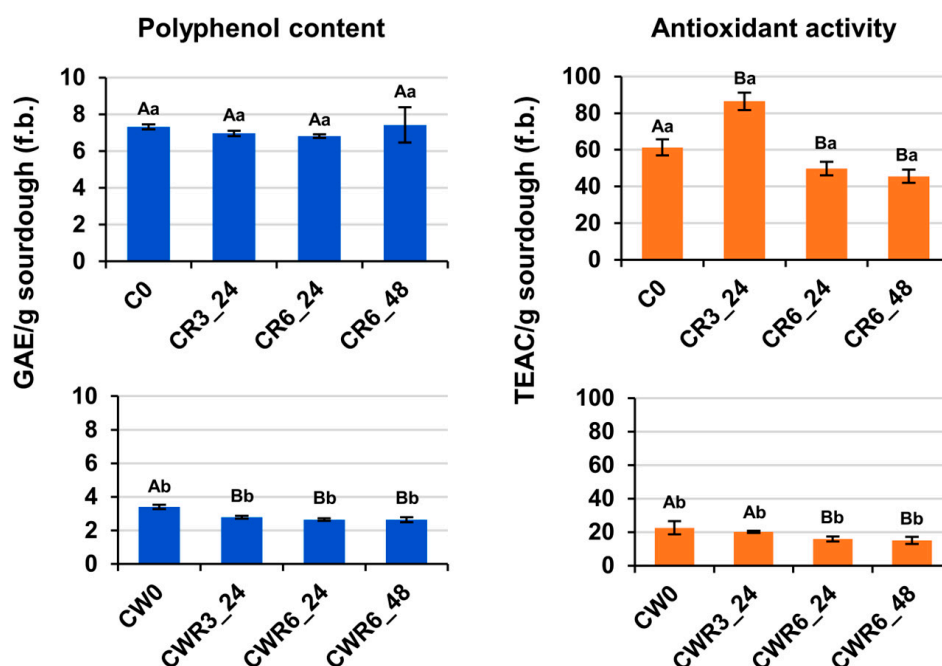 Polyphenol content
Antioxidant activity
GAE/g sourdough (f.b.)
10
8
6
4
2
0
Aa
Aa
Aa
Aa
C0
CR3_24
CR6_24
CR6_48
TEAC/g sourdough (f.b.)
100
80
60
40
20
0
Aa
Ba
Ba
Ba
C0
CR3_24
CR6_24
CR6_48
10
8
6
4
2
0
Ab
Bb
Bb
Bb
CW0
CWR3_24
CWR6_24
CWR6_48
100
80
60
40
20
0
Ab
Ab
Bb
Bb
CW0
CWR3_24
CWR6_24
CWR6_48